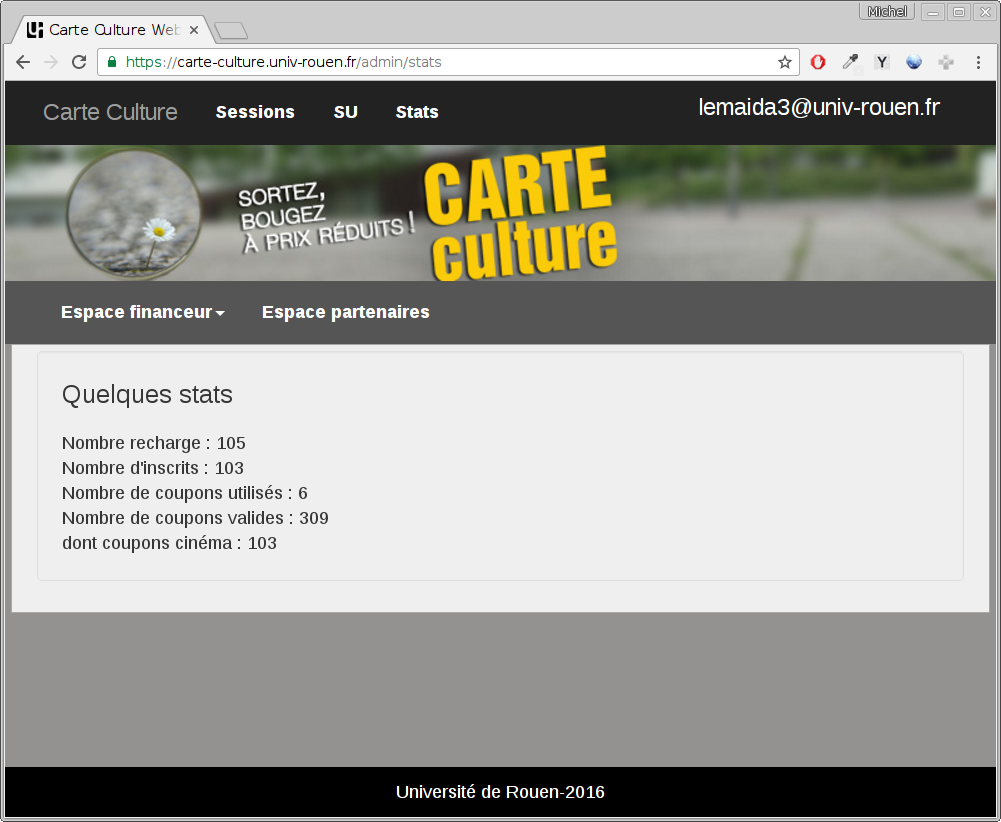 Michel
Carte Culture Web
https://carte-culture.univ-rouen.fr/admin/stats
Y
Carte Culture Sessions SU Stats lemaida3@univ-rouen.fr
SORTEZ,
BOUGEZ
À PRIX RÉDUITS !
CARTE
culture
Espace financeur Espace partenaires
Quelques stats
Nombre recharge : 105
Nombre d'inscrits : 103
Nombre de coupons utilisés : 6
Nombre de coupons valides : 309
dont coupons cinéma : 103
Université de Rouen-2016